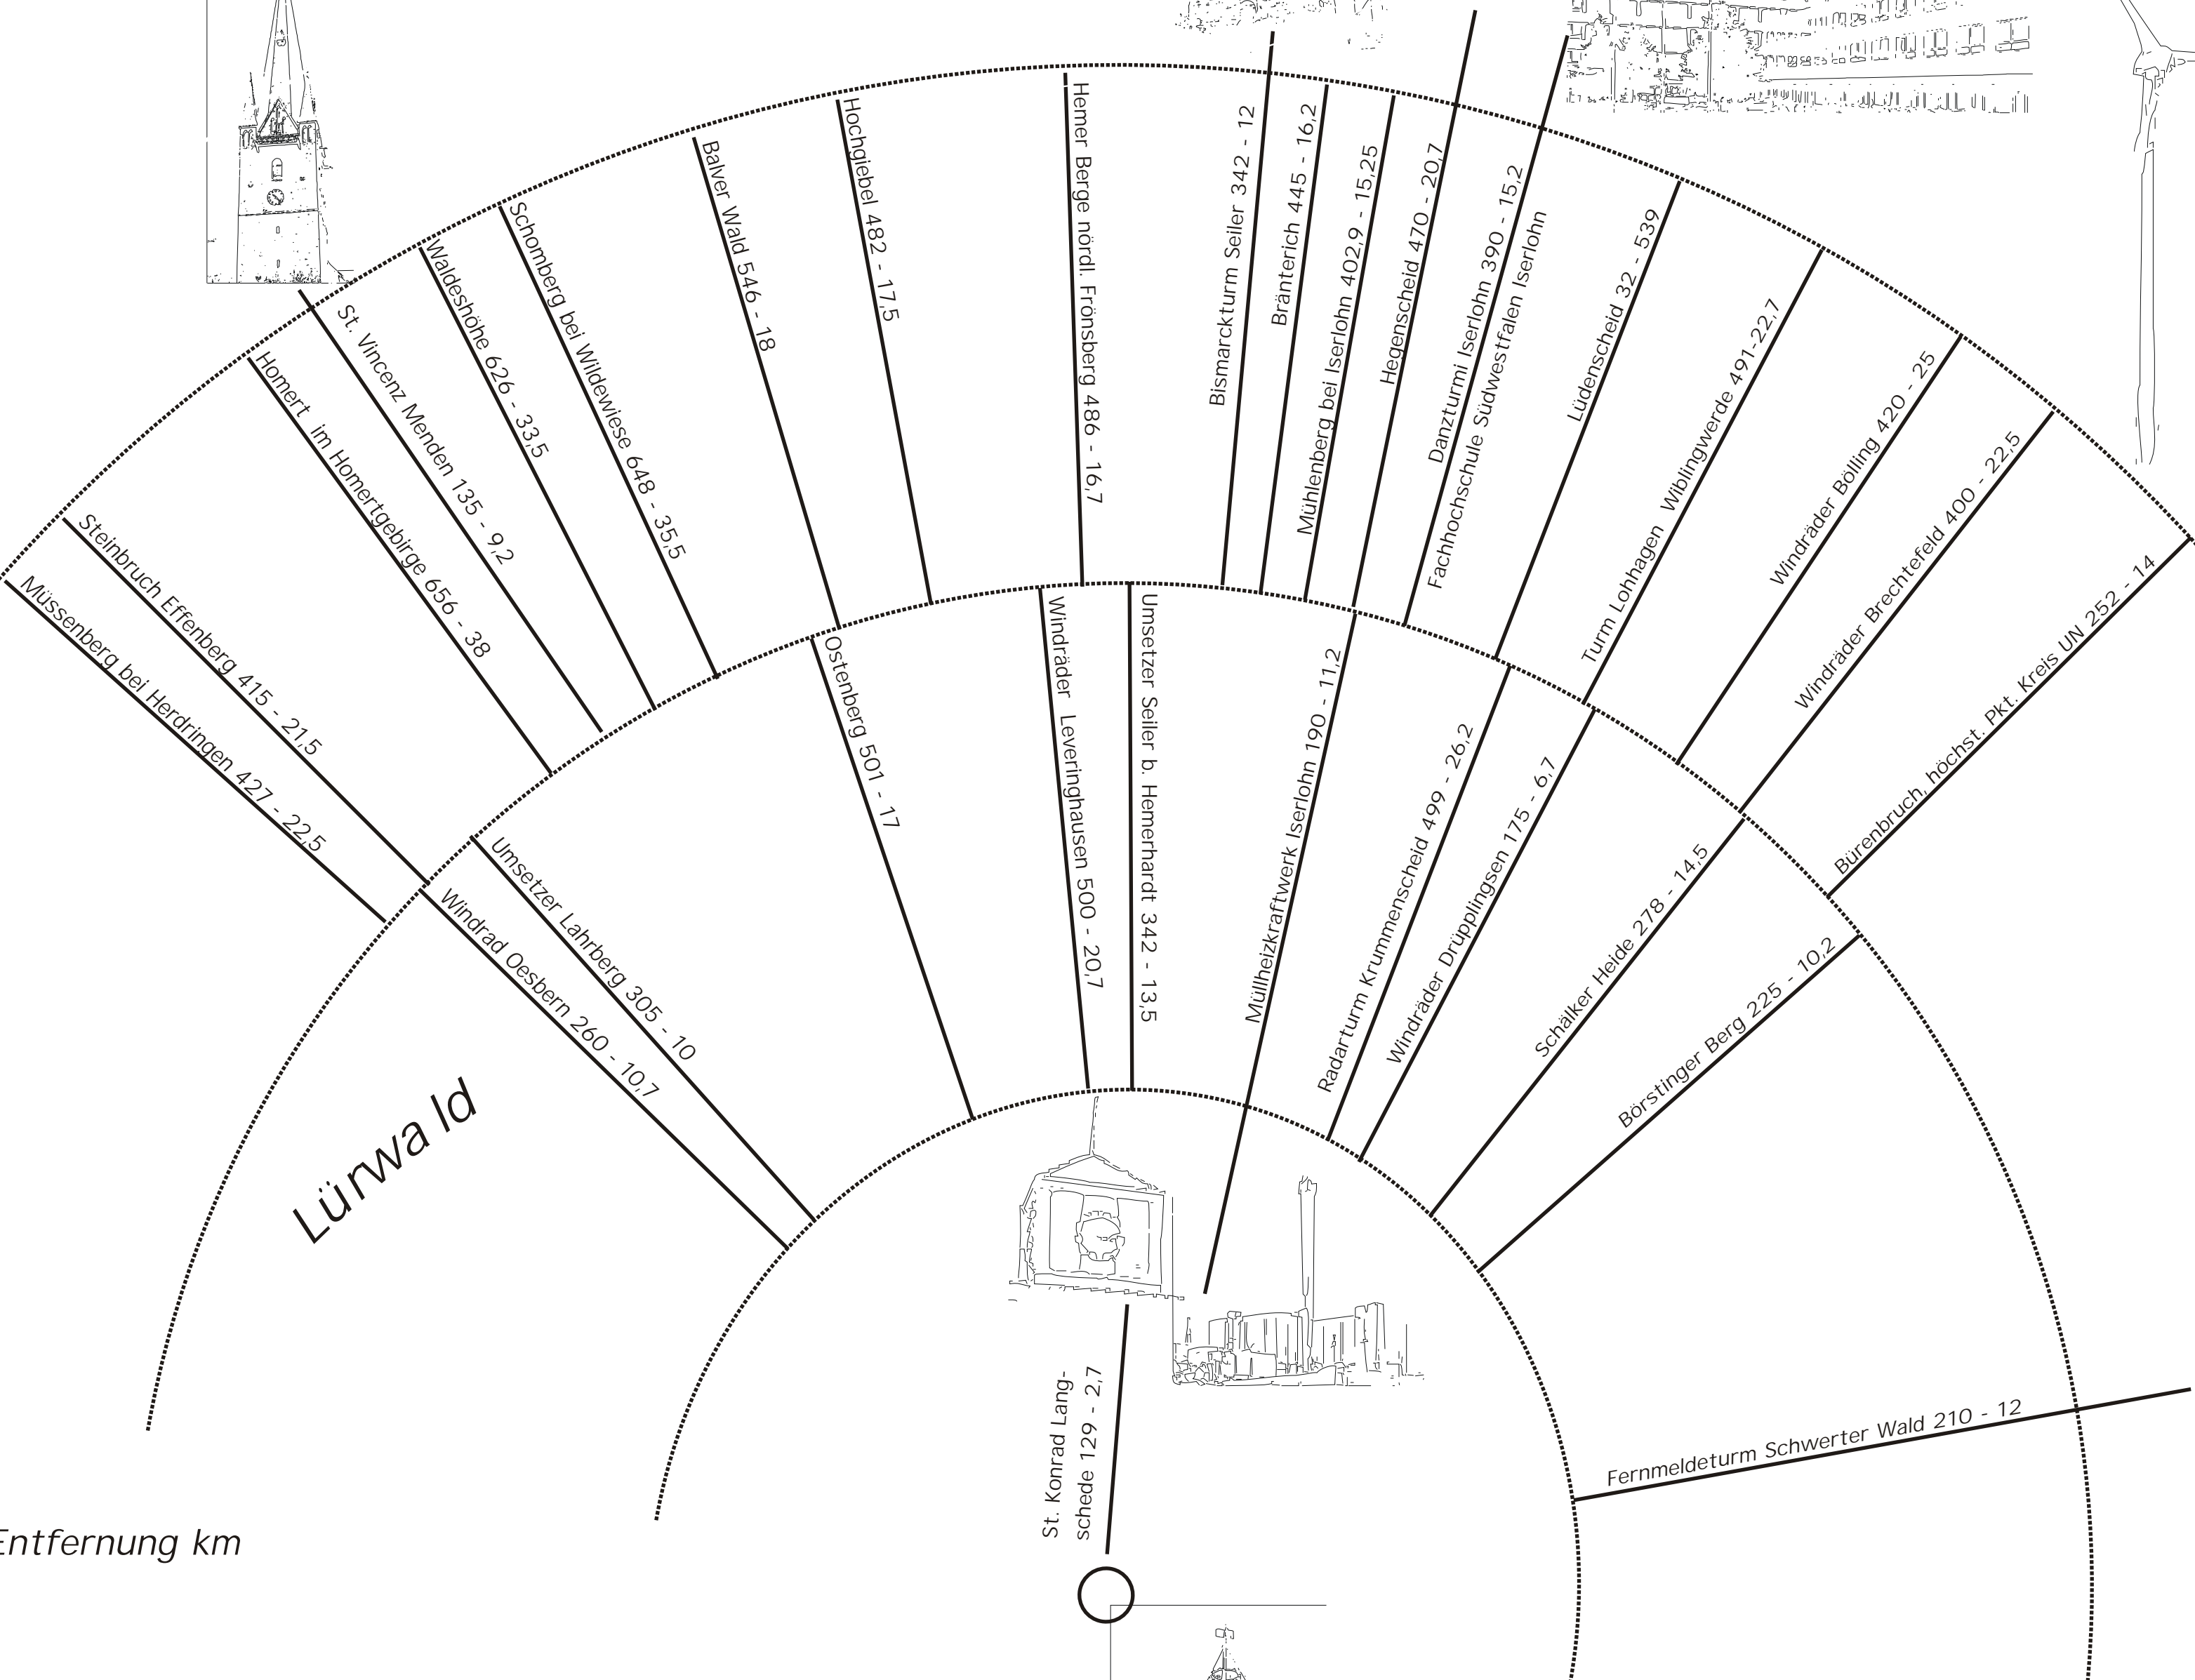 Müssenberg bei Herdringen 427 - 22,5
Steinbruch Effenberg 415 - 21,5
Homert im Homertgebirge 656 - 38
St. Vincenz Menden 135 - 9,2
Waldeshöhe 626 - 33,5
Schomberg bei Wildewiese 648 - 35,5
Balver Wald 546 - 18
Hochgiebel 482 - 17,5
Hemer Berge nördl. Frönsberg 486 - 16,7
Bismarckturm Seiler 342 - 12
Bränterich 445 - 16,2
Mühlenberg bei Iserlohn 402,9 - 15,25
Hegenscheid 470 - 20,7
Danzturmi Iserlohn 390 - 15,2
Fachhochschule Südwestfalen Iserlohn
Lüdenscheid 32 - 539
Turm Lohhagen Wiblingwerde 491-22,7
Windräder Bölling 420 - 25
Windräder Brechtefeld 400 - 22,5
Bürenbruch, höchst. Pkt. Kreis UN 252 - 14
Windrad Oesbern 260 - 10,7
Umsetzer Lahrberg 305 - 10
Ostenberg 501 - 17
Windräder Leveringhausen 500 - 20,7
Umsetzer Seiler b. Hemerhardt 342 - 13,5
Müllheizkraftwerk Iserlohn 190 - 11,2
Radarturm Krummenscheid 499 - 26,2
Windräder Drüpplingsen 175 - 6,7
Schälker Heide 278 - 14,5
Börstinger Berg 225 - 10,2
Lürwald
St. Konrad Lang-
schede 129 - 2,7
Fernmeldeturm Schwerter Wald 210 - 12
Entfernung km